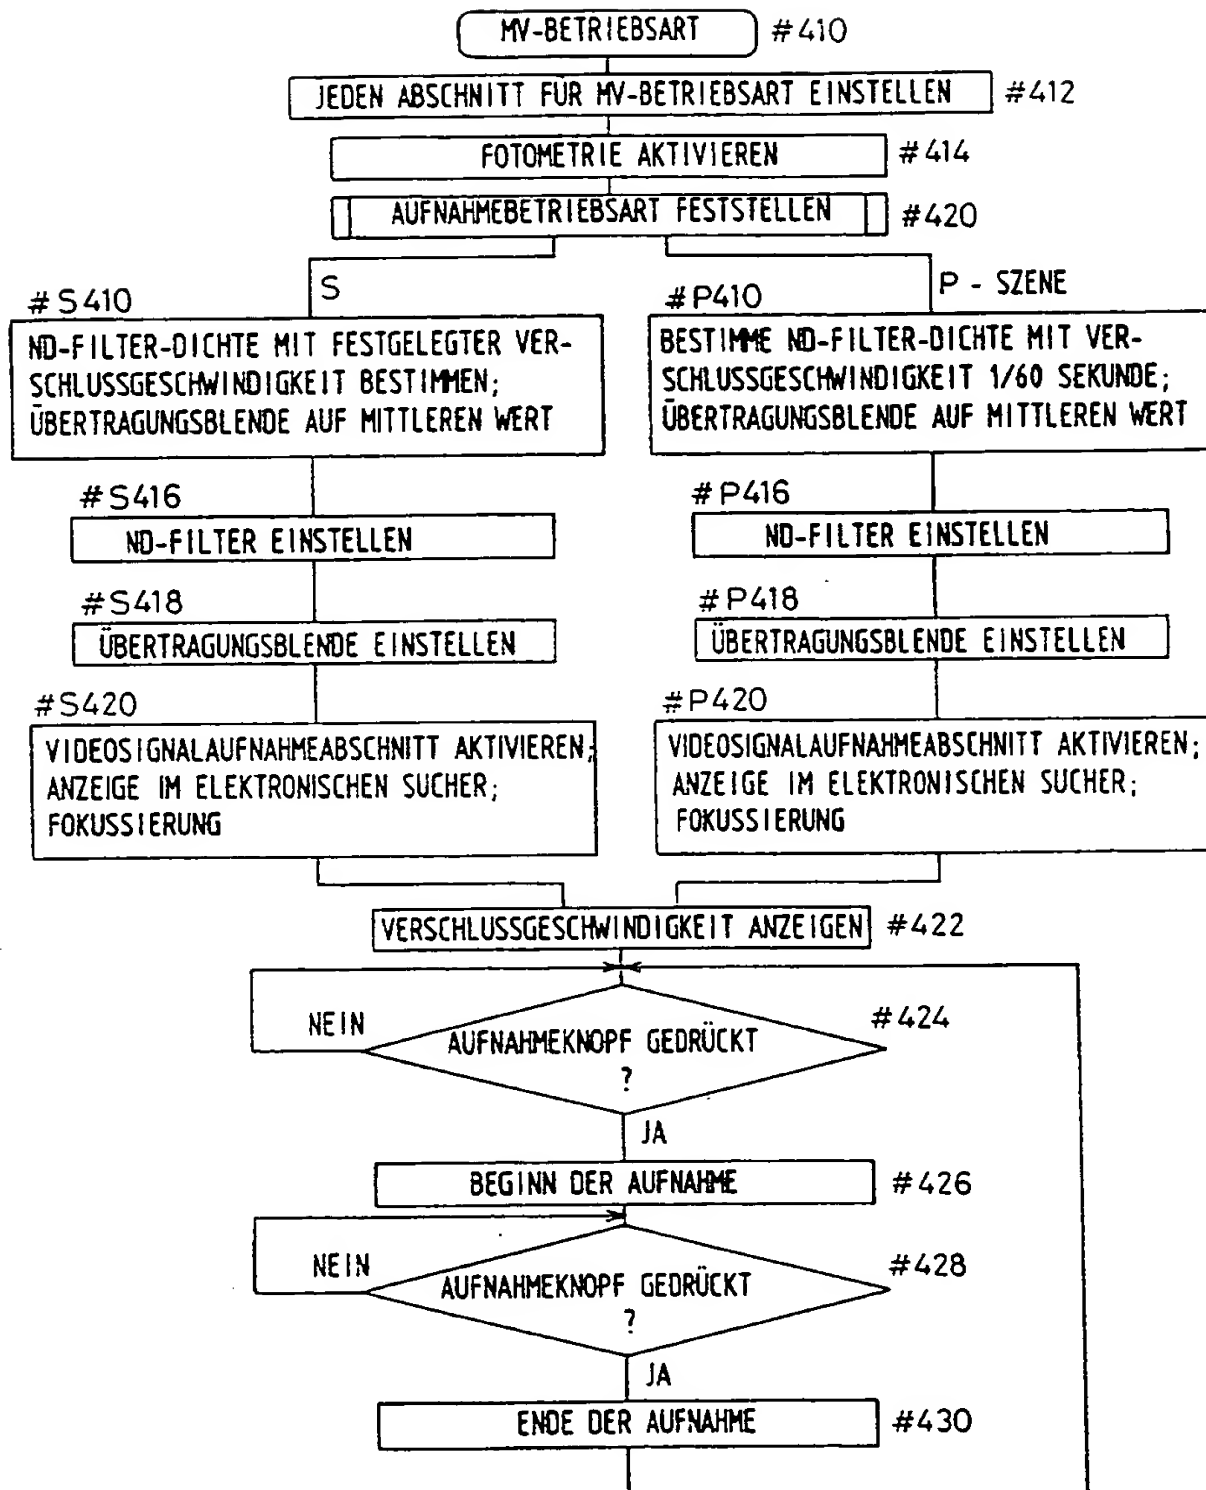 MV-BETRIEBSART #410
JEDEN ABSCHNITT FÜR MV-BETRIEBSART EINSTELLEN #412
FOTOMETRIE AKTIVIEREN #414
AUFNAHMEBETRIEBSART FESTSTELLEN #420
S
#S410
ND-FILTER-DICHTE MIT FESTGELEGTER VER-
SCHLUSSGESCHWINDIGKEIT BESTIMMEN;
ÜBERTRAGUNGSBLENDE AUF MITTLEREN WERT
#S416
ND-FILTER EINSTELLEN
#S418
ÜBERTRAGUNGSBLENDE EINSTELLEN
#S420
VIDEOSIGNALAUFNAHMEABSCHNITT AKTIVIEREN;
ANZEIGE IM ELEKTRONISCHEN SUCHER;
FOKUSSIERUNG
P - SZENE
#P410
BESTIMME ND-FILTER-DICHTE MIT VER-
SCHLUSSGESCHWINDIGKEIT 1/60 SEKUNDE;
ÜBERTRAGUNGSBLENDE AUF MITTLEREN WERT
#P416
ND-FILTER EINSTELLEN
#P418
ÜBERTRAGUNGSBLENDE EINSTELLEN
#P420
VIDEOSIGNALAUFNAHMEABSCHNITT AKTIVIEREN;
ANZEIGE IM ELEKTRONISCHEN SUCHER;
FOKUSSIERUNG
VERSCHLUSSGESCHWINDIGKEIT ANZEIGEN #422
NEIN
#424
AUFNAHMEKNOPF GEDRÜCKT
?
JA
BEGINN DER AUFNAHME #426
NEIN
#428
AUFNAHMEKNOPF GEDRÜCKT
?
JA
ENDE DER AUFNAHME #430